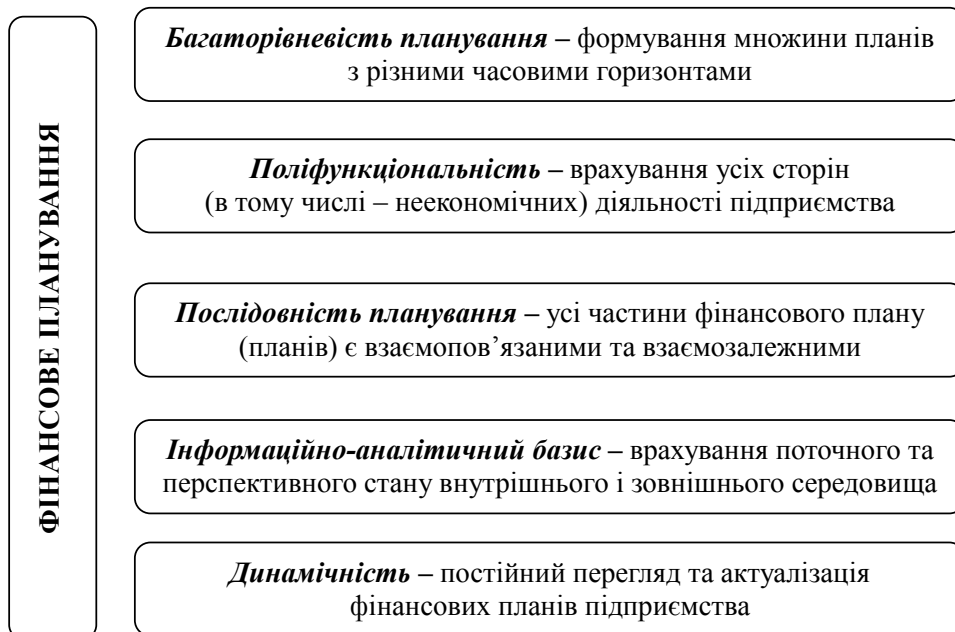 ФІНАНСОВЕ ПЛАНУВАННЯ
Багаторівневість планування – формування множини планів
з різними часовими горизонтами
Поліфункціональність – врахування усіх сторін
(в тому числі – неекономічних) діяльності підприємства
Послідовність планування – усі частини фінансового плану
(планів) є взаємопов’язаними та взаємозалежними
Інформаційно-аналітичний базис – врахування поточного та
перспективного стану внутрішнього і зовнішнього середовища
Динамічність – постійний перегляд та актуалізація
фінансових планів підприємства